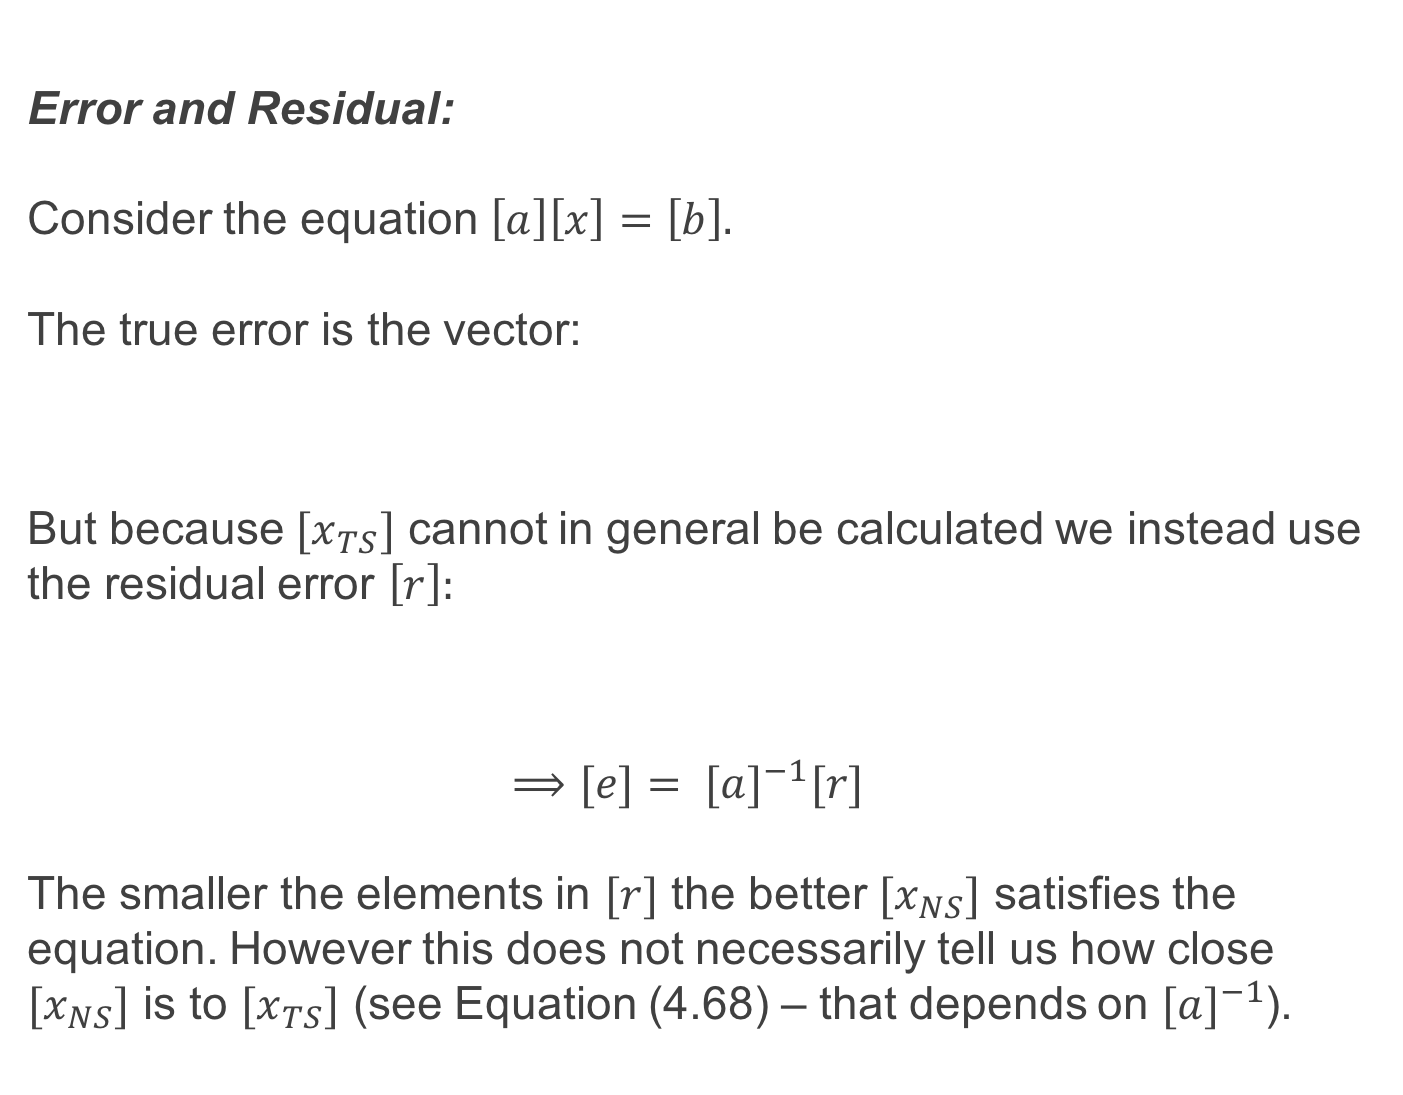 Error and Residual:
Consider the equation [a][x] = [b].
The true error is the vector:
But because [x_TS] cannot in general be calculated we instead use
the residual error [r]:
⟹ [e] = [a]⁻¹[r]
The smaller the elements in [r] the better [x_NS] satisfies the
equation. However this does not necessarily tell us how close
[x_NS] is to [x_TS] (see Equation (4.68) – that depends on [a]⁻¹).